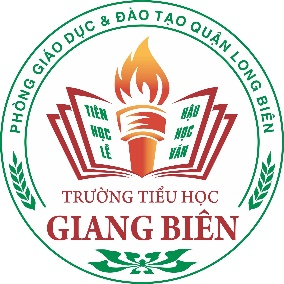 PHÒNG GIÁO DỤC & ĐÀO TẠO QUẬN LONG BIÊN
TIÊN
HỌC
LỄ
HẬU
HỌC
VĂN
TRƯỜNG TIỂU HỌC
GIANG BIÊN